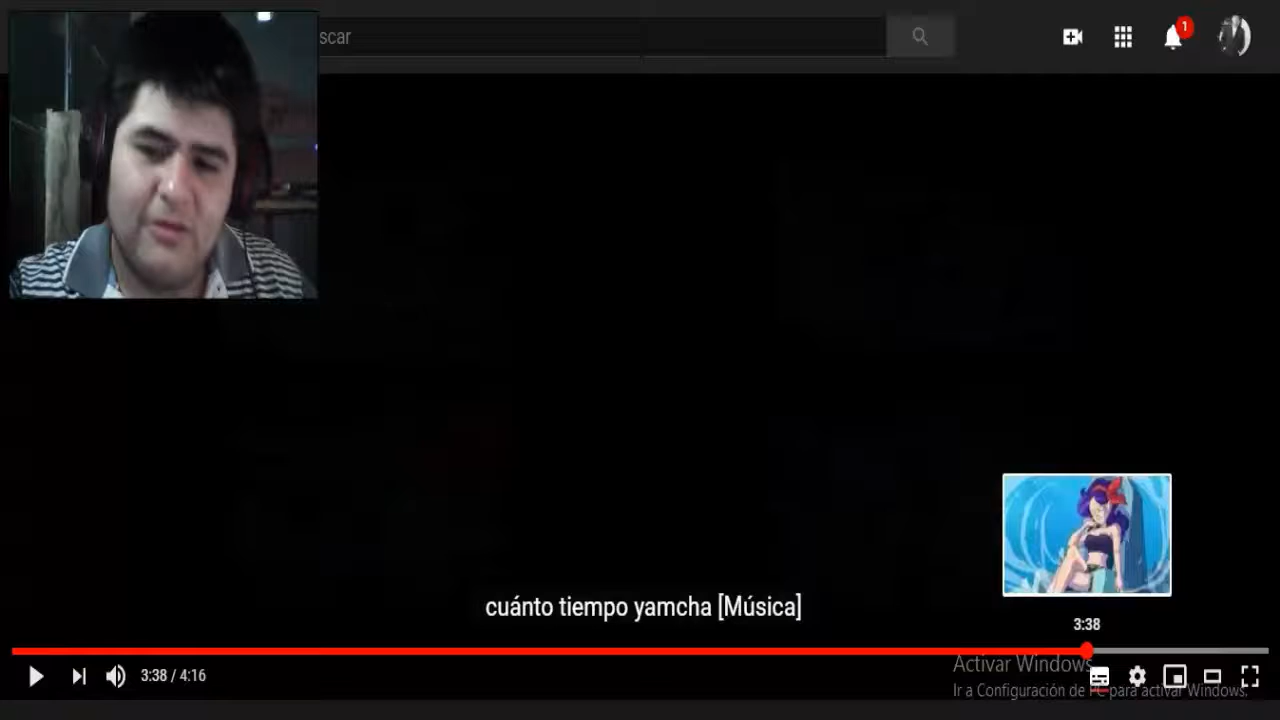 scar
1
cuánto tiempo yamcha [Música]
3:38
3:38 / 4:16
Activar Windows
Ir a Configuración de PC para activar Windows.